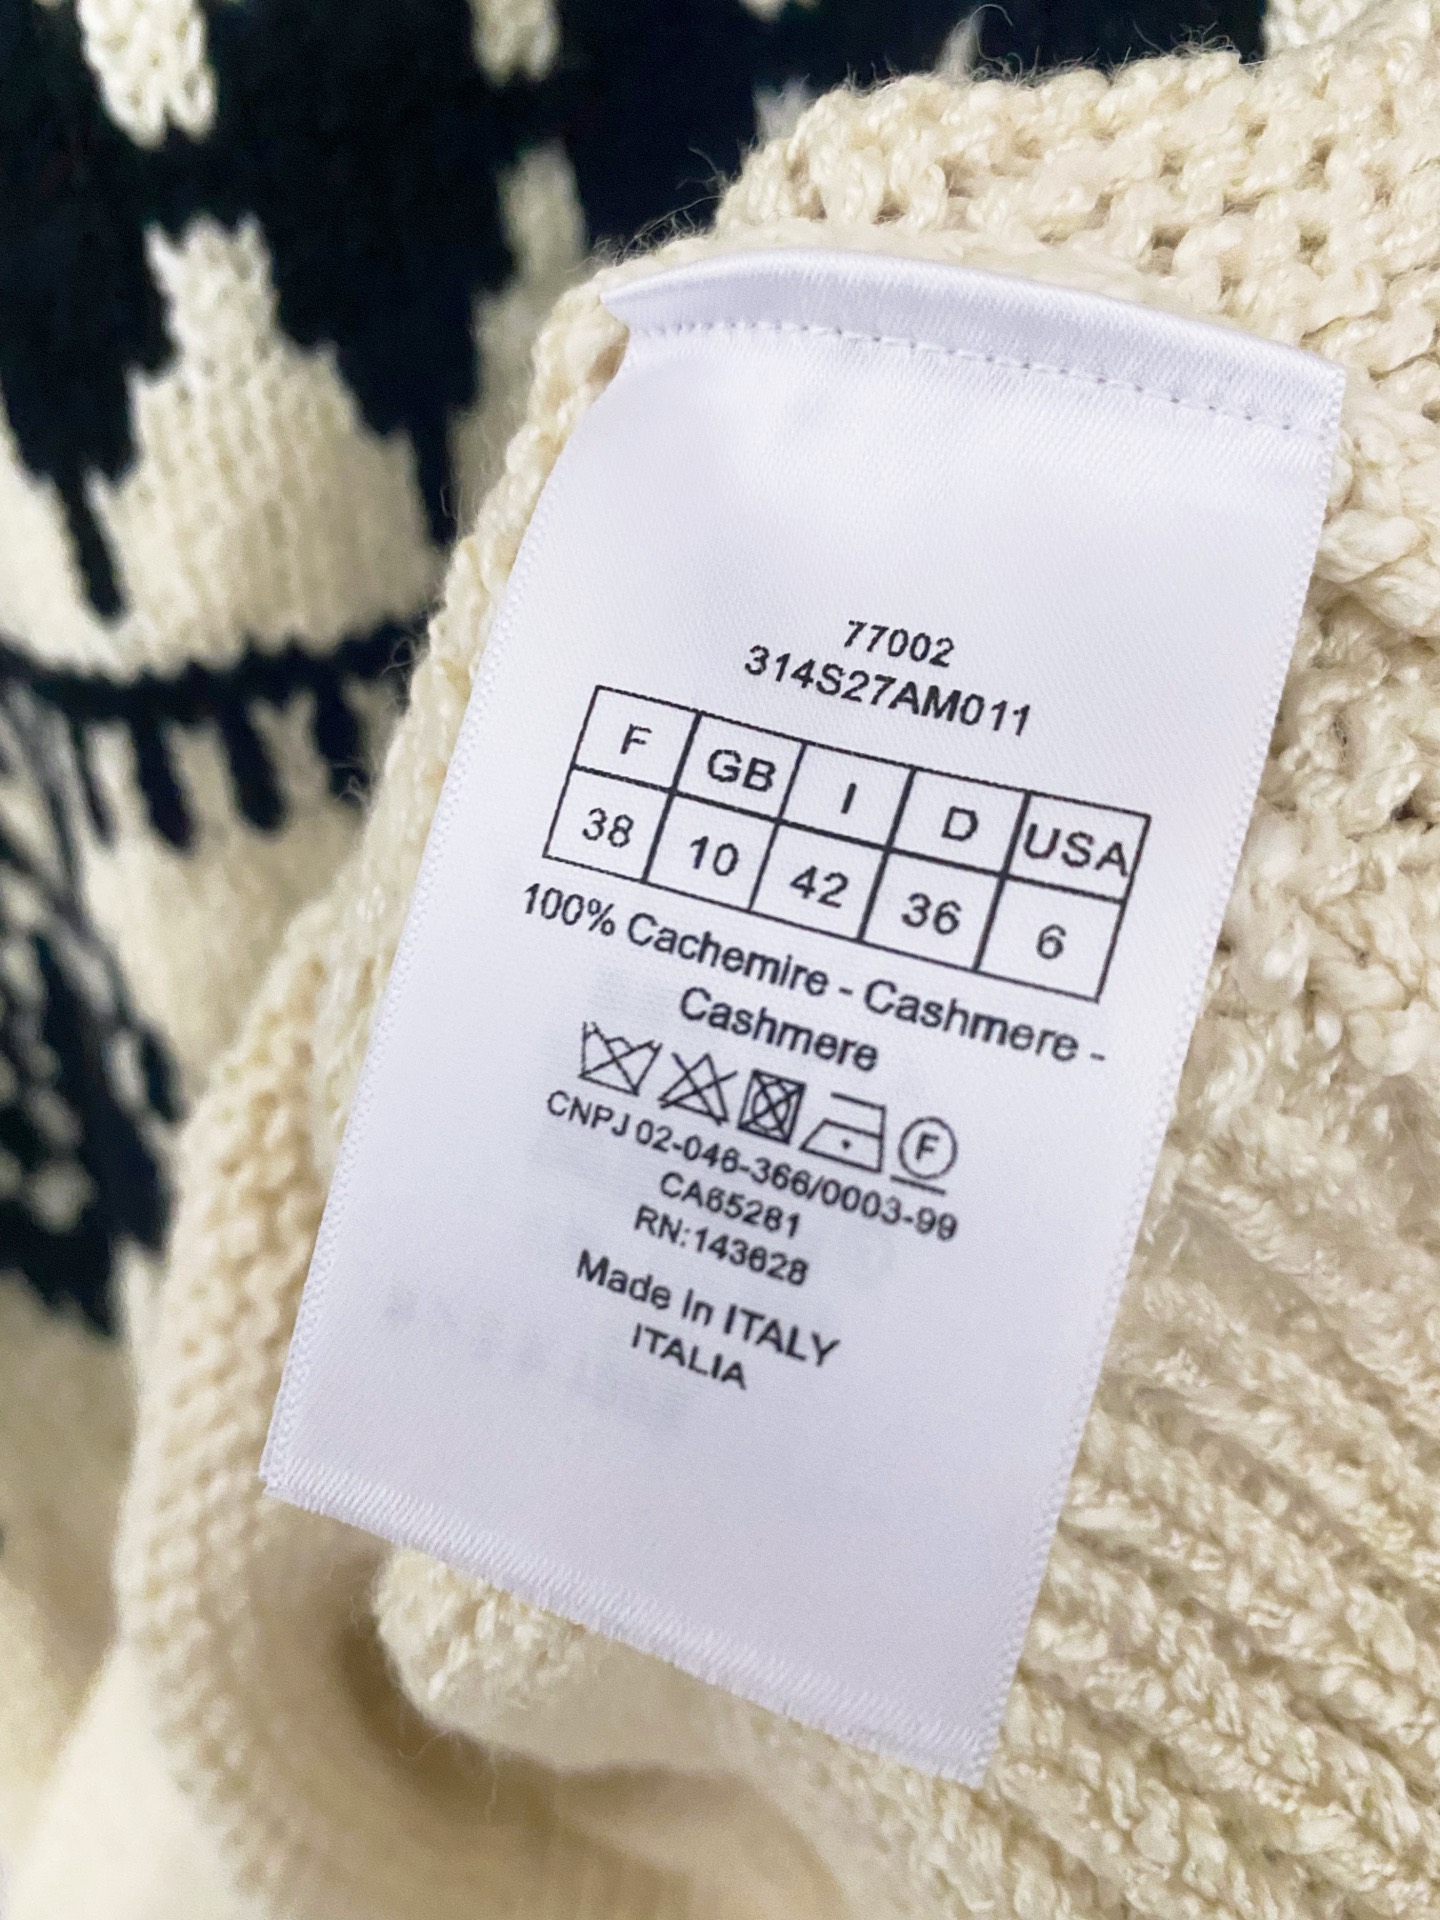 77002
314S27AM011
F GB I D USA
38 10 42 36 6
100% Cachemire - Cashmere -
Cashmere
F
CNPJ 02-046-366/0003-99
CA65281
RN:143628
Made In ITALY
ITALIA